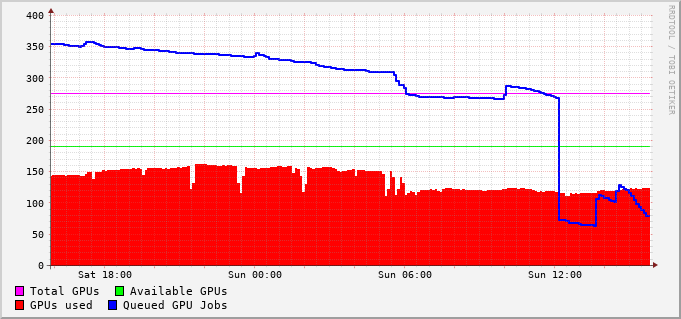 400
350
300
250
200
150
100
50
0
Sat 18:00 Sun 00:00 Sun 06:00 Sun 12:00
Total GPUs Available GPUs
GPUs used Queued GPU Jobs
RRDTOOL / TOBI OETIKER